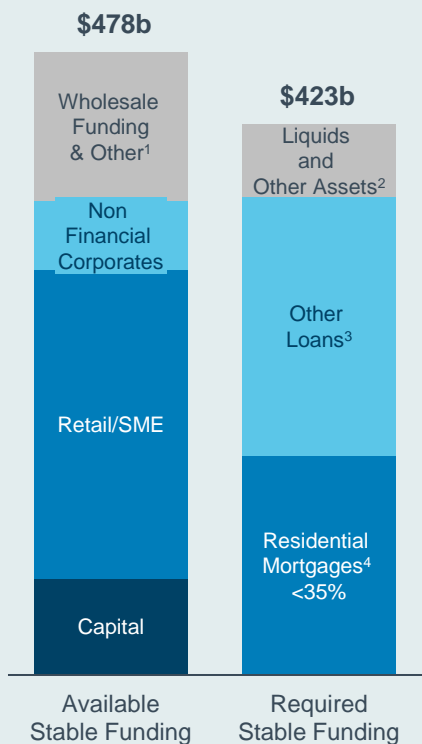 $478b
Wholesale
Funding
& Other¹
Non
Financial
Corporates
Retail/SME
Capital
Available
Stable Funding
$423b
Liquids
and
Other Assets²
Other
Loans³
Residential
Mortgages⁴
<35%
Required
Stable Funding